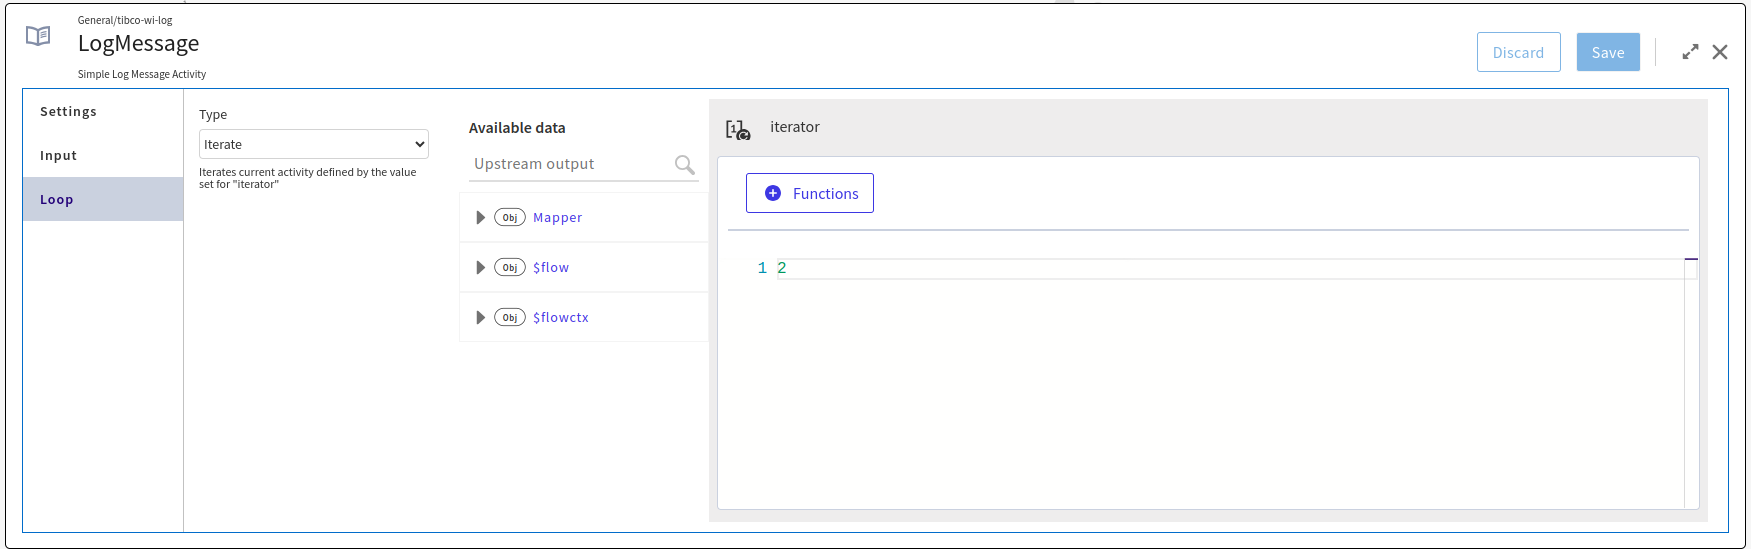 General/tibco-wi-log
LogMessage
Simple Log Message Activity
Discard
Save
Settings
Input
Loop
Type
Iterate
Iterates current activity defined by the value
set for "iterator"
Available data
Upstream output
Obj Mapper
Obj $flow
Obj $flowctx
[1] iterator
Functions
1 2